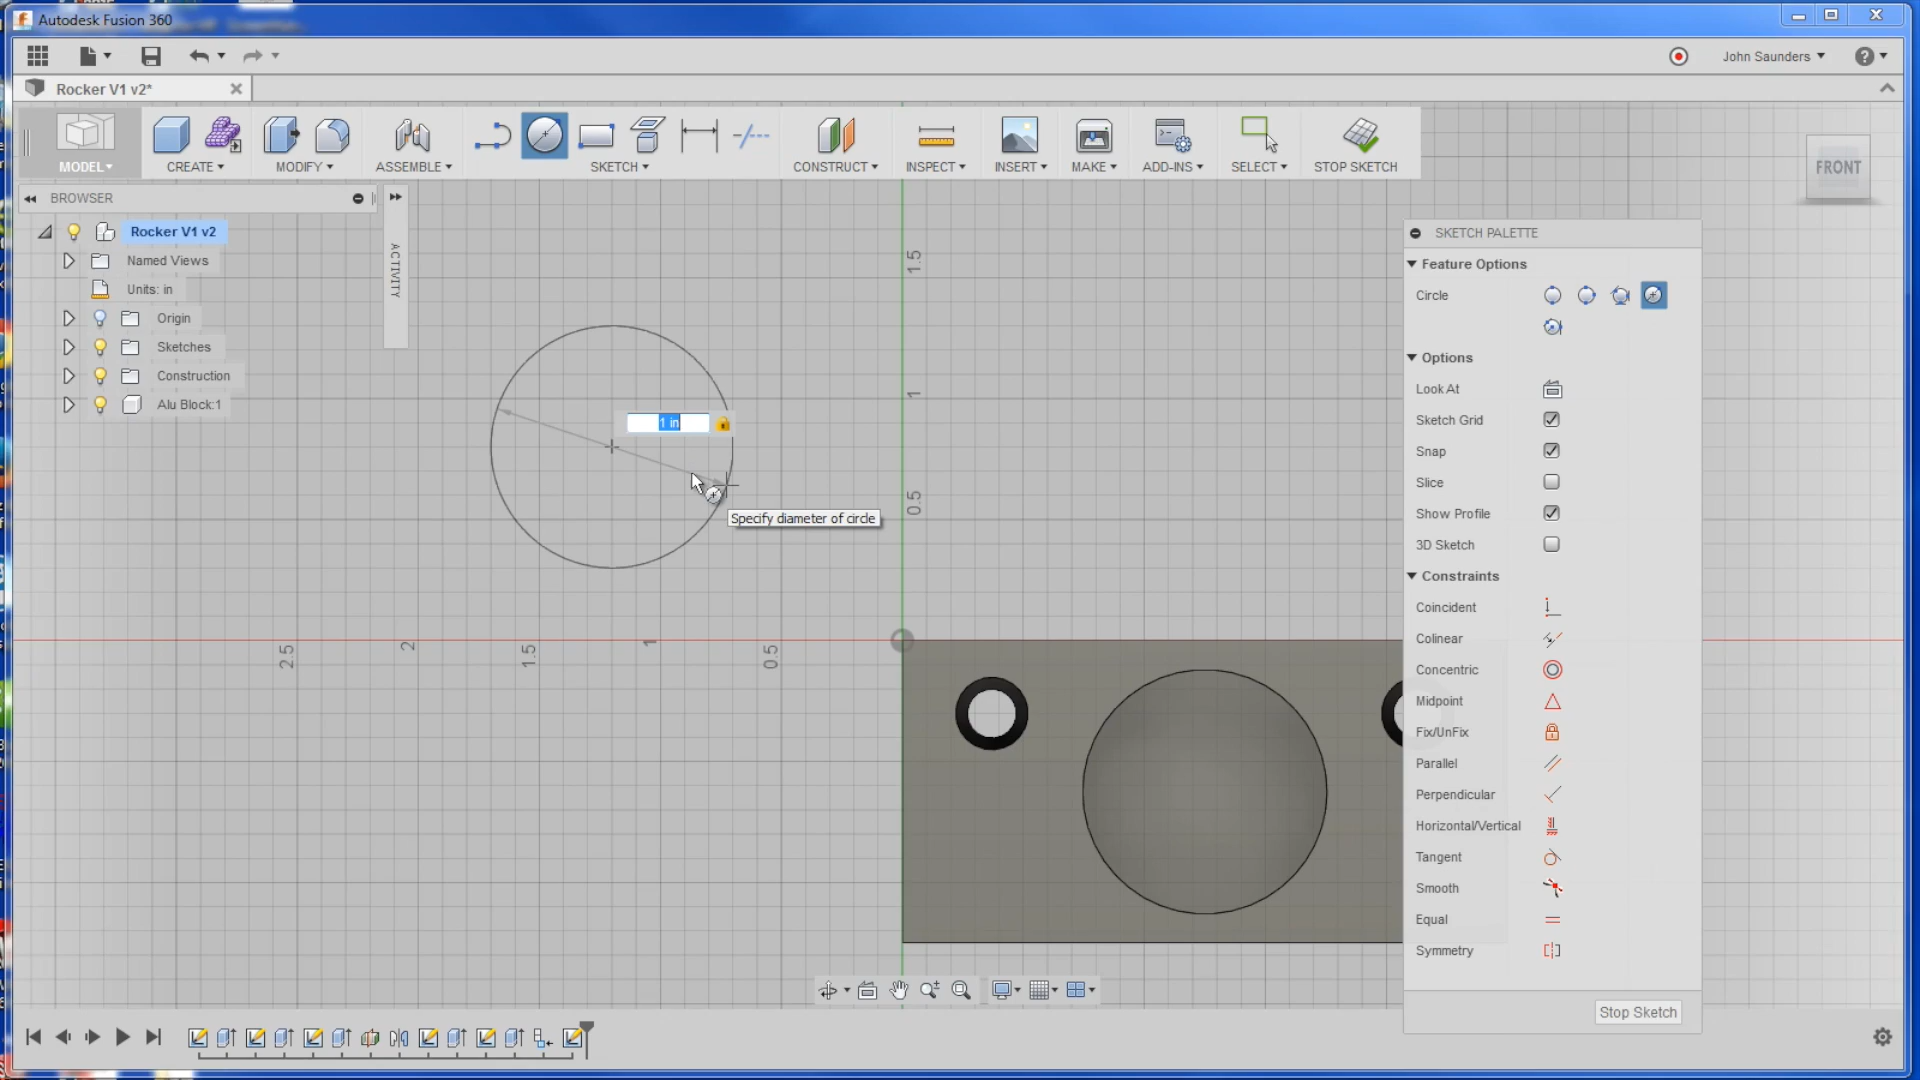 Autodesk Fusion 360
John Saunders
Rocker V1 v2*
MODEL
CREATE
MODIFY
ASSEMBLE
SKETCH
CONSTRUCT
INSPECT
INSERT
MAKE
ADD-INS
SELECT
STOP SKETCH
FRONT
BROWSER
Rocker V1 v2
Named Views
Units: in
Origin
Sketches
Construction
Alu Block:1
ACTIVITY
1 in
Specify diameter of circle
1.5
1
0.5
2.5
2
1.5
1
0.5
SKETCH PALETTE
Feature Options
Circle
Options
Look At
Sketch Grid
Snap
Slice
Show Profile
3D Sketch
Constraints
Coincident
Colinear
Concentric
Midpoint
Fix/UnFix
Parallel
Perpendicular
Horizontal/Vertical
Tangent
Smooth
Equal
Symmetry
Stop Sketch